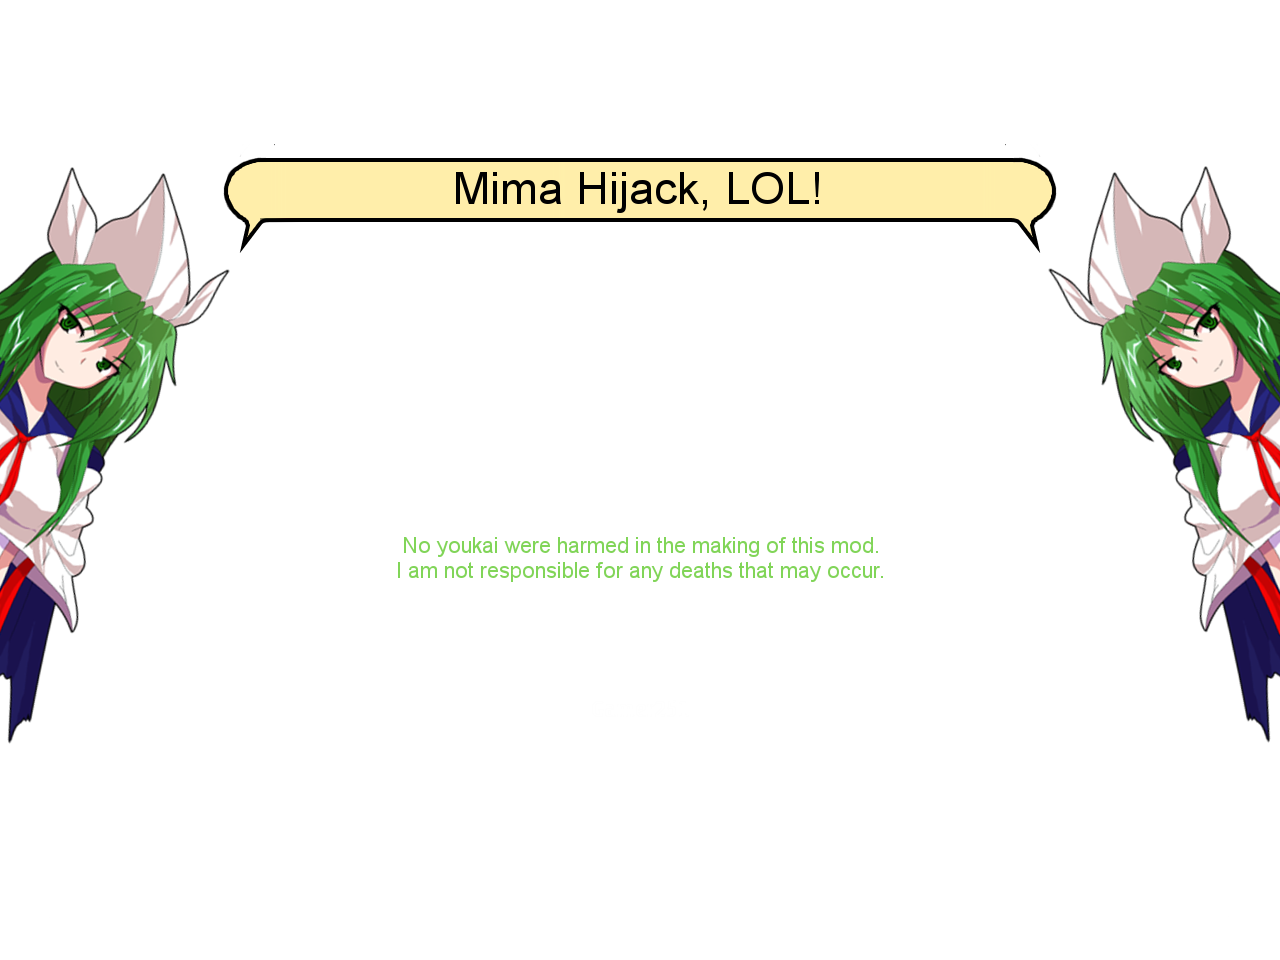 Mima Hijack, LOL!
No youkai were harmed in the making of this mod.
I am not responsible for any deaths that may occur.